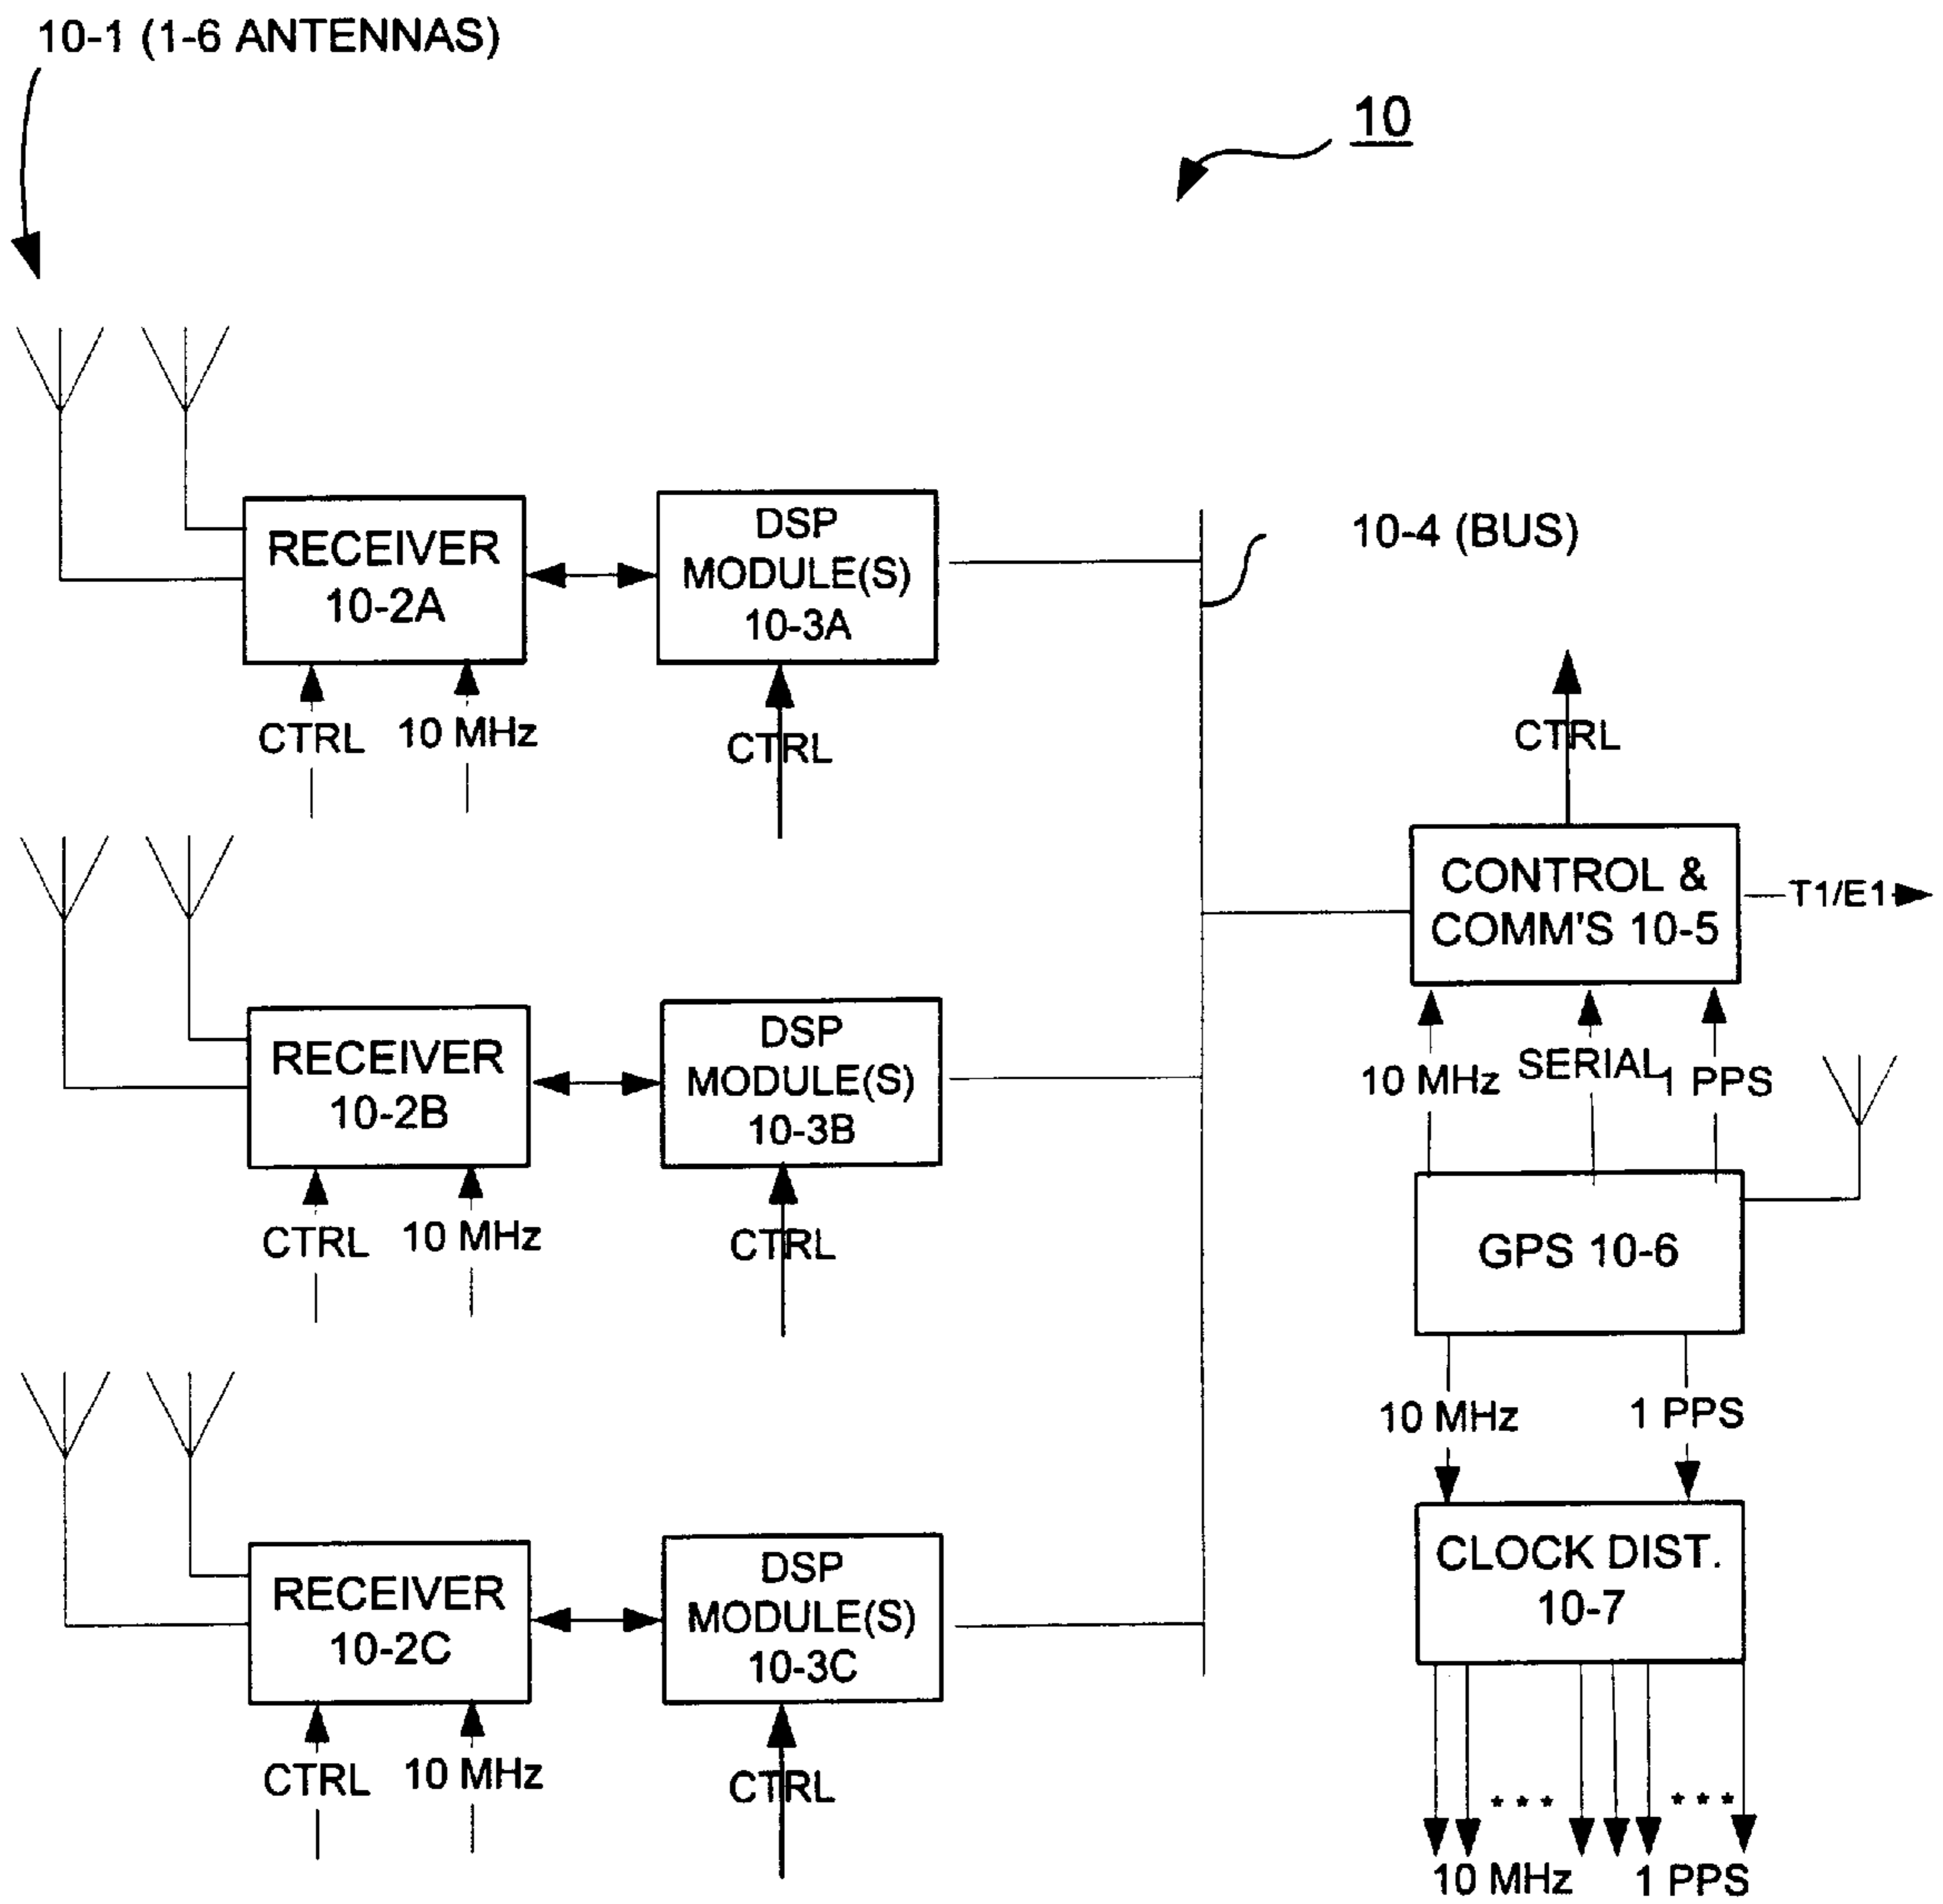 10-1 (1-6 ANTENNAS)
10
RECEIVER
10-2A
DSP
MODULE(S)
10-3A
10-4 (BUS)
CTRL
10 MHz
CTRL
CTRL
CONTROL &
COMM'S 10-5
T1/E1
RECEIVER
10-2B
DSP
MODULE(S)
10-3B
10 MHz
SERIAL
1 PPS
CTRL
10 MHz
CTRL
GPS 10-6
10 MHz
1 PPS
RECEIVER
10-2C
DSP
MODULE(S)
10-3C
CLOCK DIST.
10-7
CTRL
10 MHz
CTRL
* * *
* * *
10 MHz
1 PPS